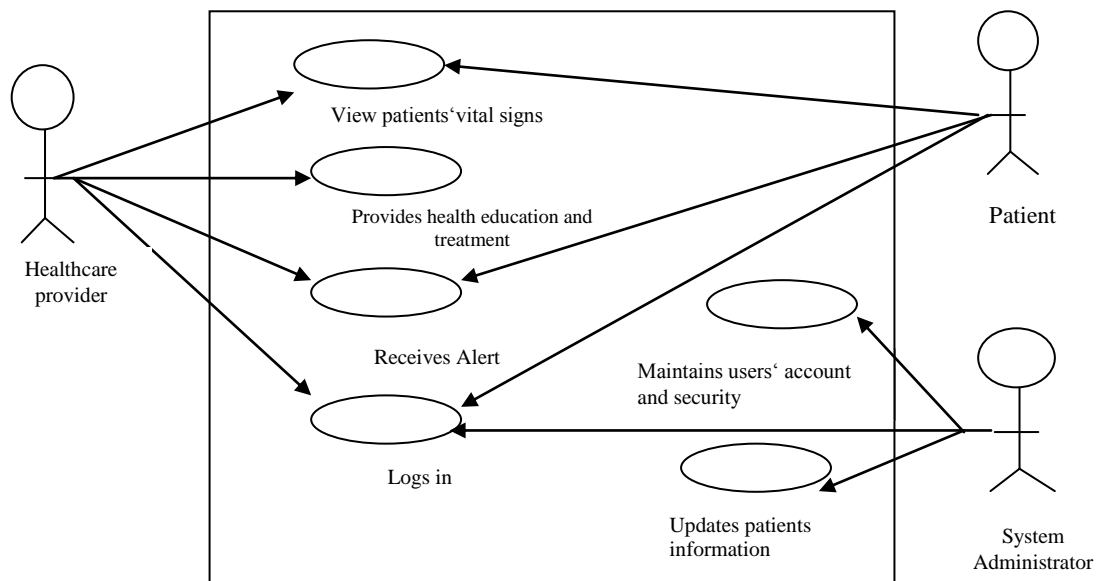 View patients‘vital signs
Provides health education and
treatment
Patient
Healthcare
provider
Receives Alert
Maintains users‘ account
and security
Logs in
Updates patients
information
System
Administrator